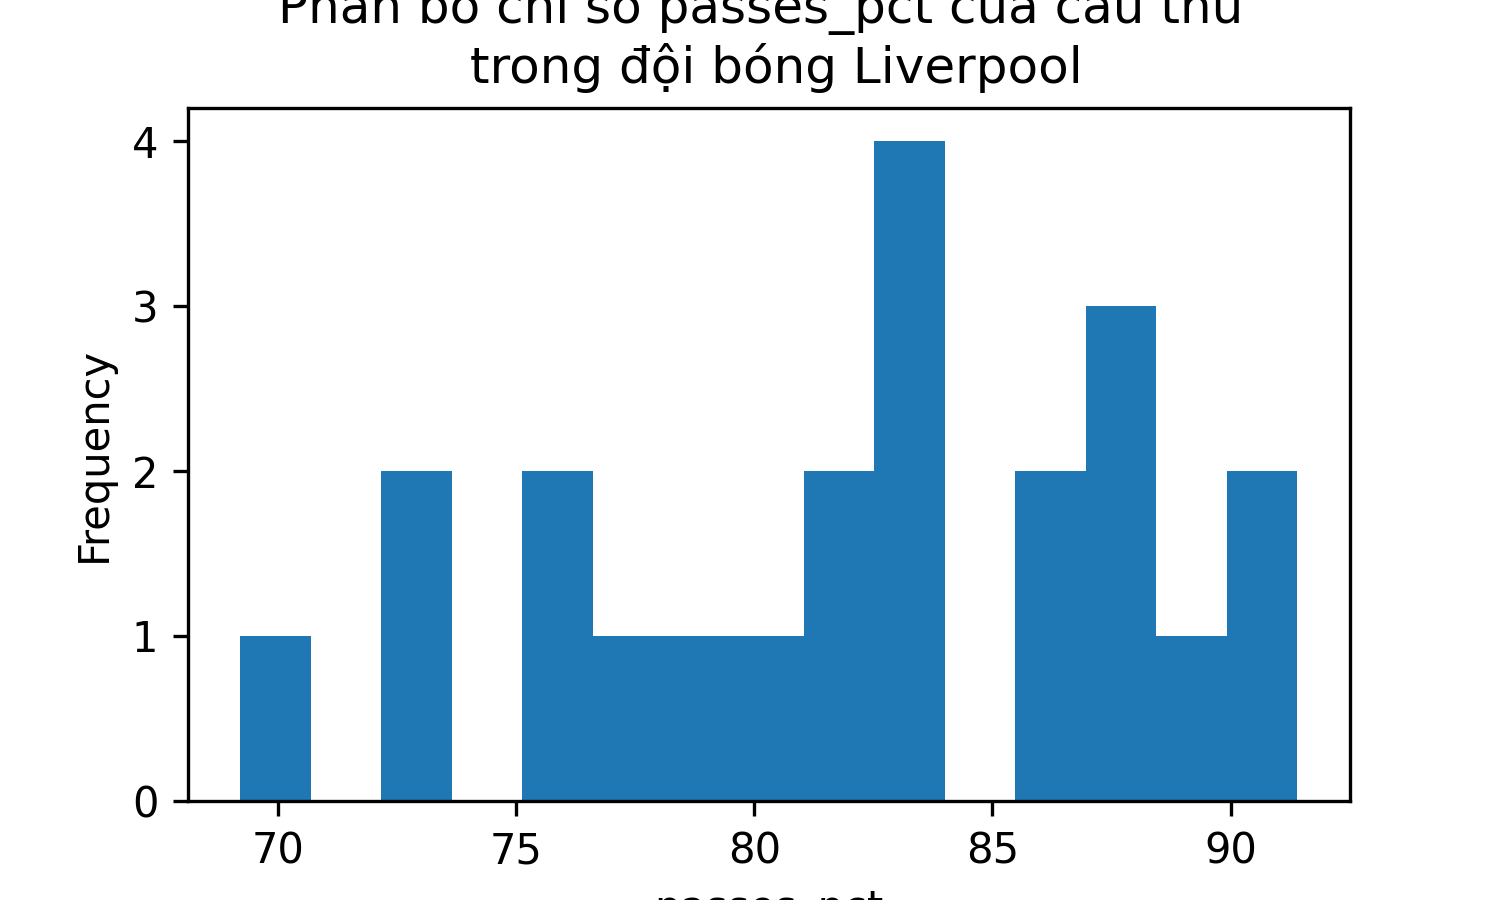 Phân bố chỉ số passes_pct của cầu thủ
trong đội bóng Liverpool
4
3
2
1
0
Frequency
70 75 80 85 90
passes_pct